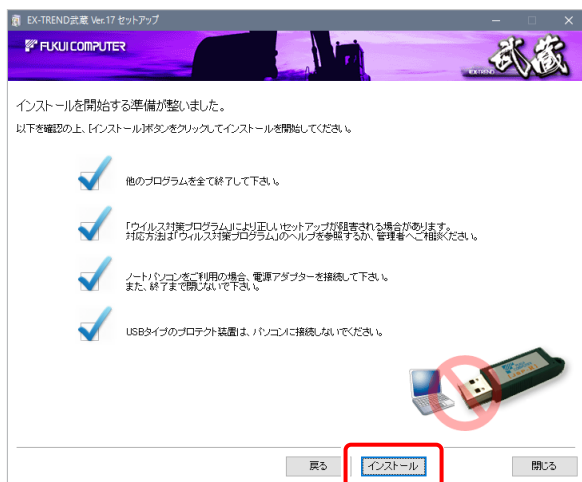 EX-TREND武蔵 Ver.17 セットアップ
FUKUI COMPUTER
武蔵
EX-TREND
インストールを開始する準備が整いました。
以下を確認の上、[インストール]ボタンをクリックしてインストールを開始してください。
他のプログラムを全て終了して下さい。
「ウイルス対策プログラム」により正しいセットアップが阻害される場合があります。
対応方法は「ウィルス対策プログラム」のヘルプを参照するか、管理者へご相談ください。
ノートパソコンをご利用の場合、電源アダプターを接続して下さい。
また、終了まで閉じないで下さい。
USBタイプのプロテクト装置は、パソコンに接続しないでください。
戻る
インストール
閉じる